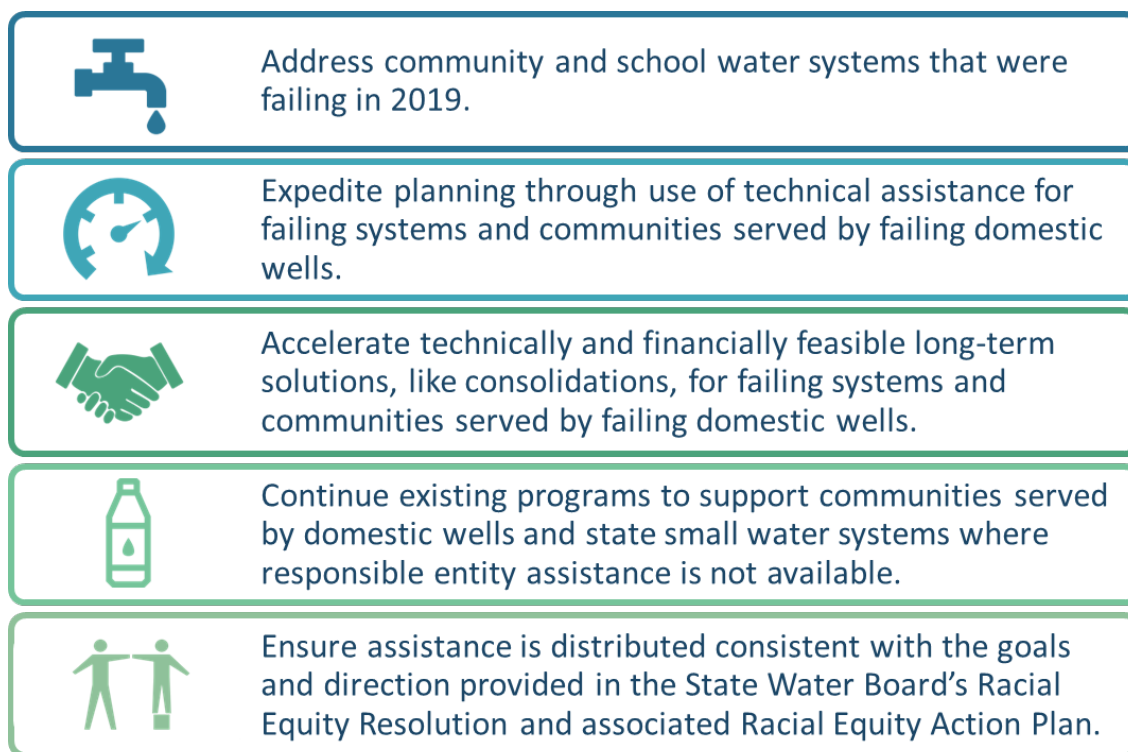 Address community and school water systems that were
failing in 2019.
Expedite planning through use of technical assistance for
failing systems and communities served by failing domestic
wells.
Accelerate technically and financially feasible long-term
solutions, like consolidations, for failing systems and
communities served by failing domestic wells.
Continue existing programs to support communities served
by domestic wells and state small water systems where
responsible entity assistance is not available.
Ensure assistance is distributed consistent with the goals
and direction provided in the State Water Board’s Racial
Equity Resolution and associated Racial Equity Action Plan.